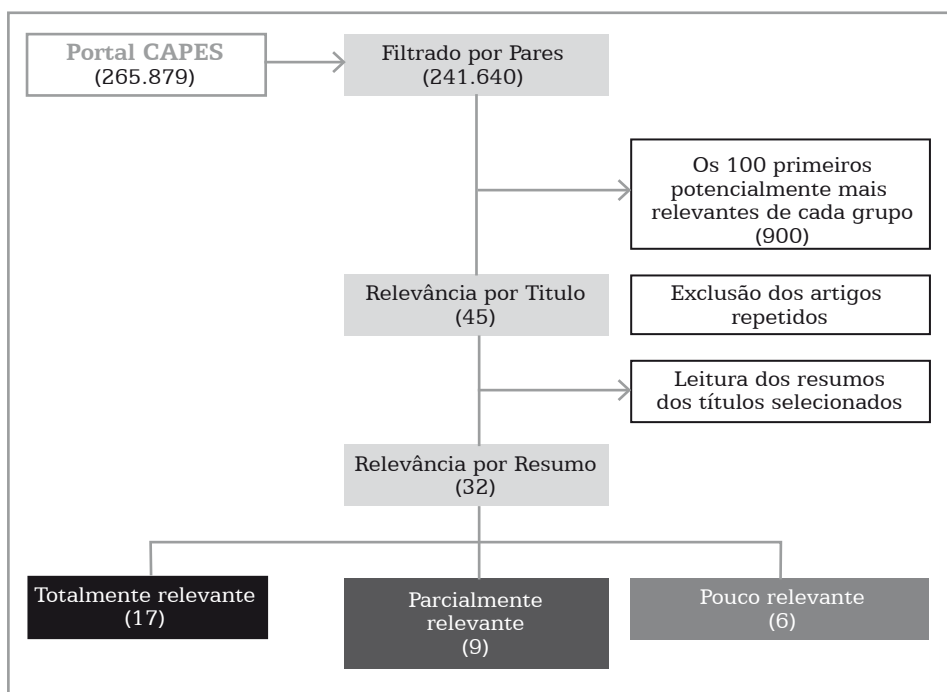 Portal CAPES
(265.879)
Filtrado por Pares
(241.640)
Os 100 primeiros
potencialmente mais
relevantes de cada grupo
(900)
Relevância por Titulo
(45)
Exclusão dos artigos
repetidos
Leitura dos resumos
dos títulos selecionados
Relevância por Resumo
(32)
Totalmente relevante
(17)
Parcialmente
relevante
(9)
Pouco relevante
(6)